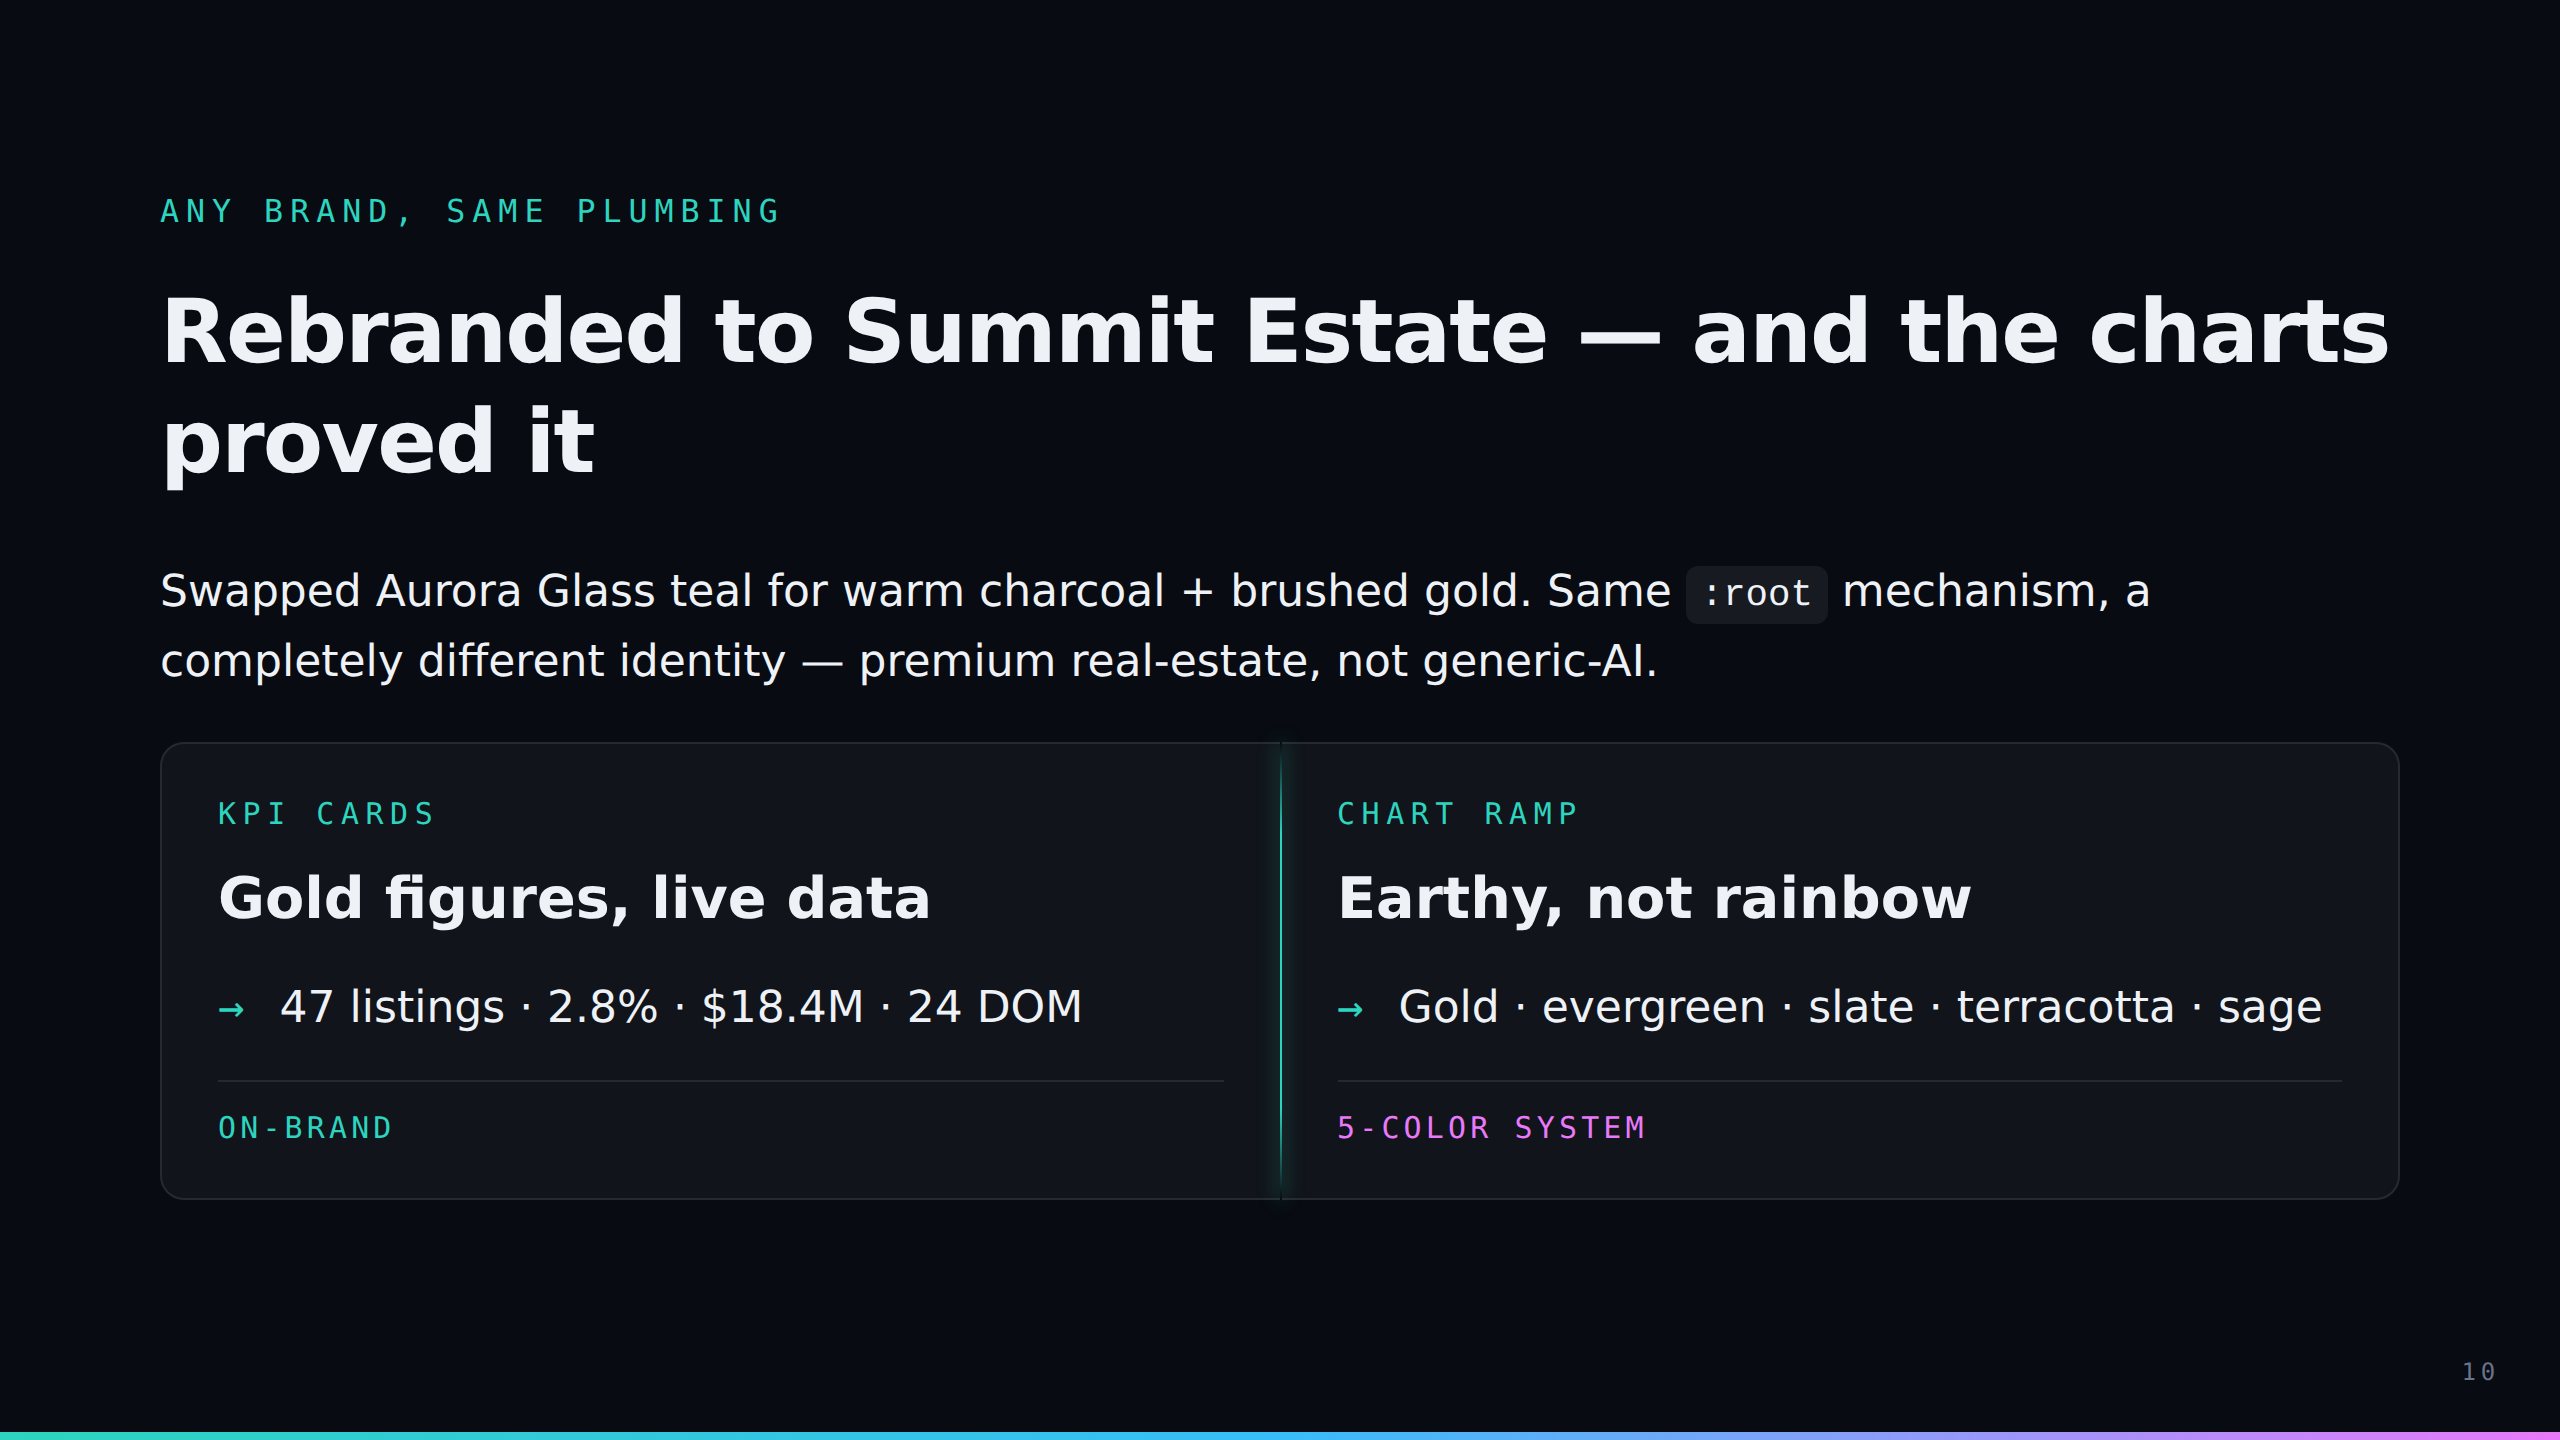 ANY BRAND, SAME PLUMBING
Rebranded to Summit Estate — and the charts
proved it
Swapped Aurora Glass teal for warm charcoal + brushed gold. Same :root mechanism, a
completely different identity — premium real-estate, not generic-AI.
KPI CARDS
Gold figures, live data
→ 47 listings · 2.8% · $18.4M · 24 DOM
ON-BRAND
CHART RAMP
Earthy, not rainbow
→ Gold · evergreen · slate · terracotta · sage
5-COLOR SYSTEM
10